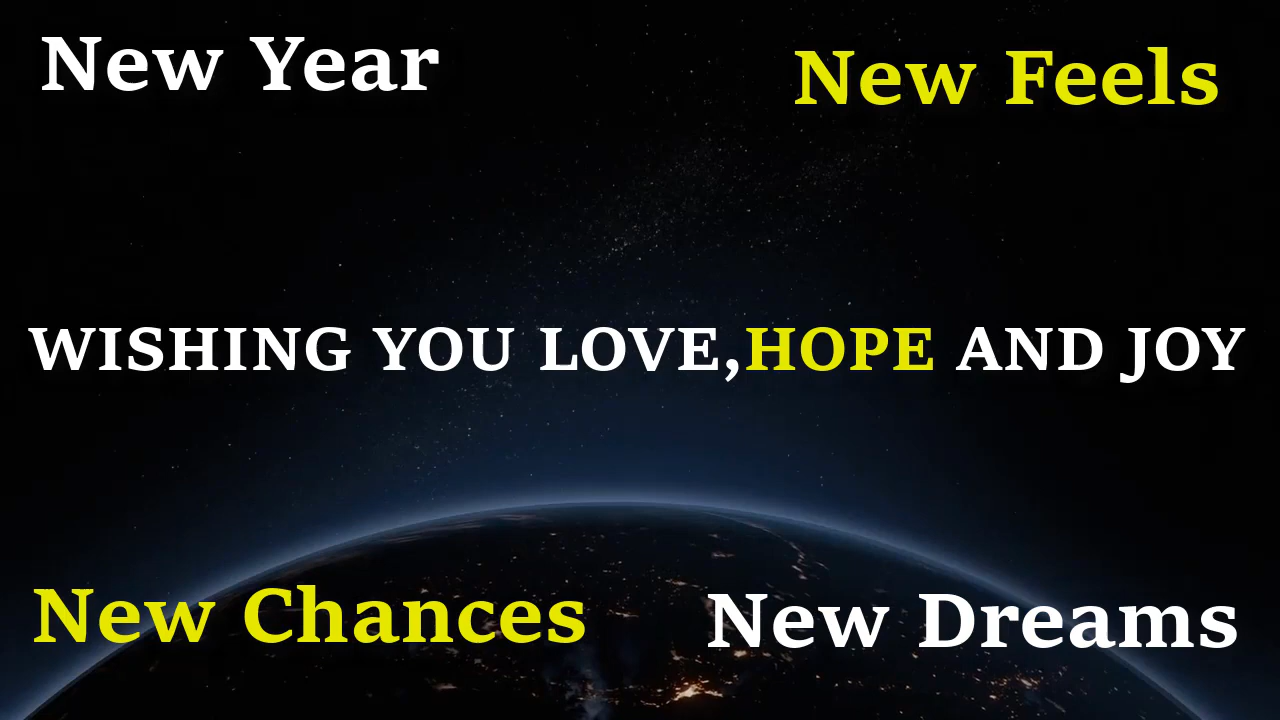 New Year
New Feels
WISHING YOU LOVE,HOPE AND JOY
New Chances
New Dreams